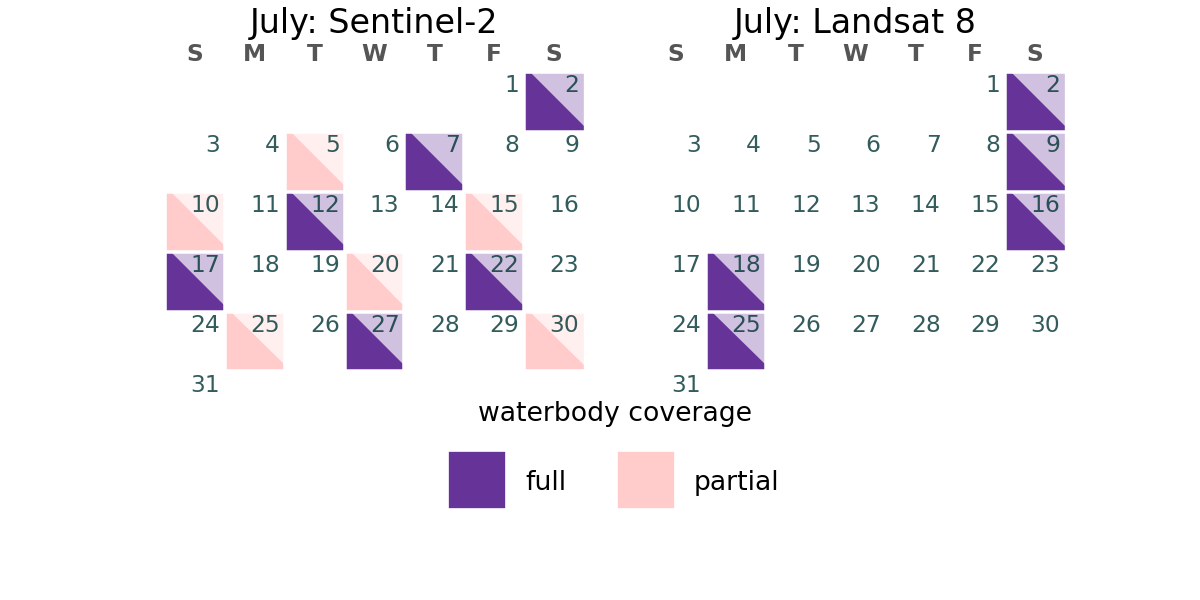 July: Sentinel-2
S M T W T F S
1 2
3 4 5 6 7 8 9
10 11 12 13 14 15 16
17 18 19 20 21 22 23
24 25 26 27 28 29 30
31
July: Landsat 8
S M T W T F S
1 2
3 4 5 6 7 8 9
10 11 12 13 14 15 16
17 18 19 20 21 22 23
24 25 26 27 28 29 30
31
waterbody coverage
full
partial